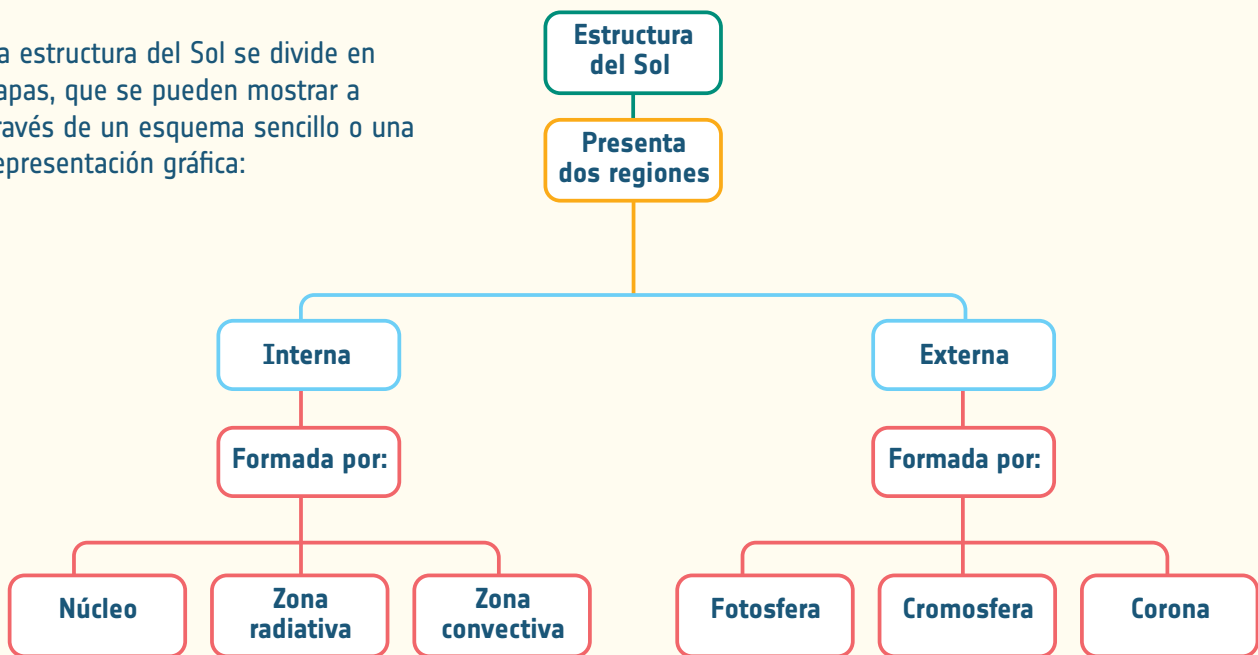 a estructura del Sol se divide en
apas, que se pueden mostrar a
ravés de un esquema sencillo o una
epresentación gráfica:
Estructura
del Sol
Presenta
dos regiones
Interna
Externa
Formada por:
Formada por:
Núcleo
Zona
radiativa
Zona
convectiva
Fotosfera
Cromosfera
Corona